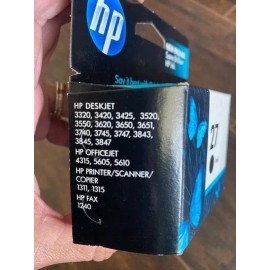 hp
HP DESKJET
3320, 3420, 3425, 3520,
3550, 3620, 3650, 3651,
3740, 3745, 3747, 3843,
3845, 3847
HP OFFICEJET
4315, 5605, 5610
HP PRINTER/SCANNER/
COPIER
1311, 1315
HP FAX
1240
27